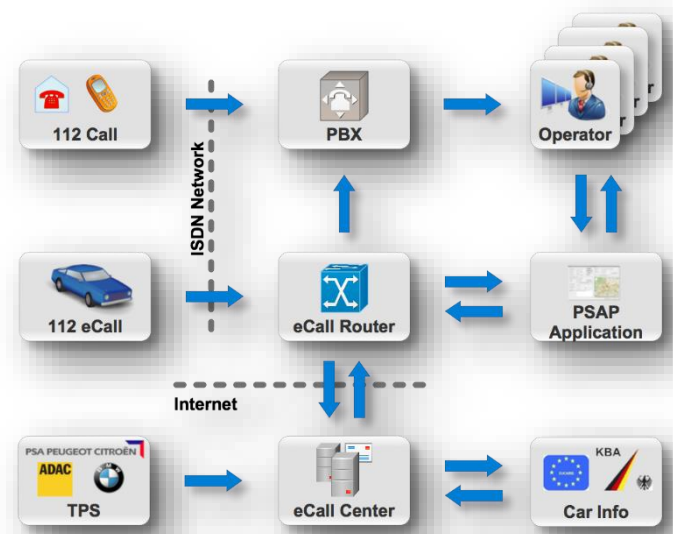 112 Call
PBX
Operator
ISDN Network
112 eCall
eCall Router
PSAP
Application
Internet
PSA PEUGEOT CITROËN
ADAC
TPS
eCall Center
KBA
Car Info